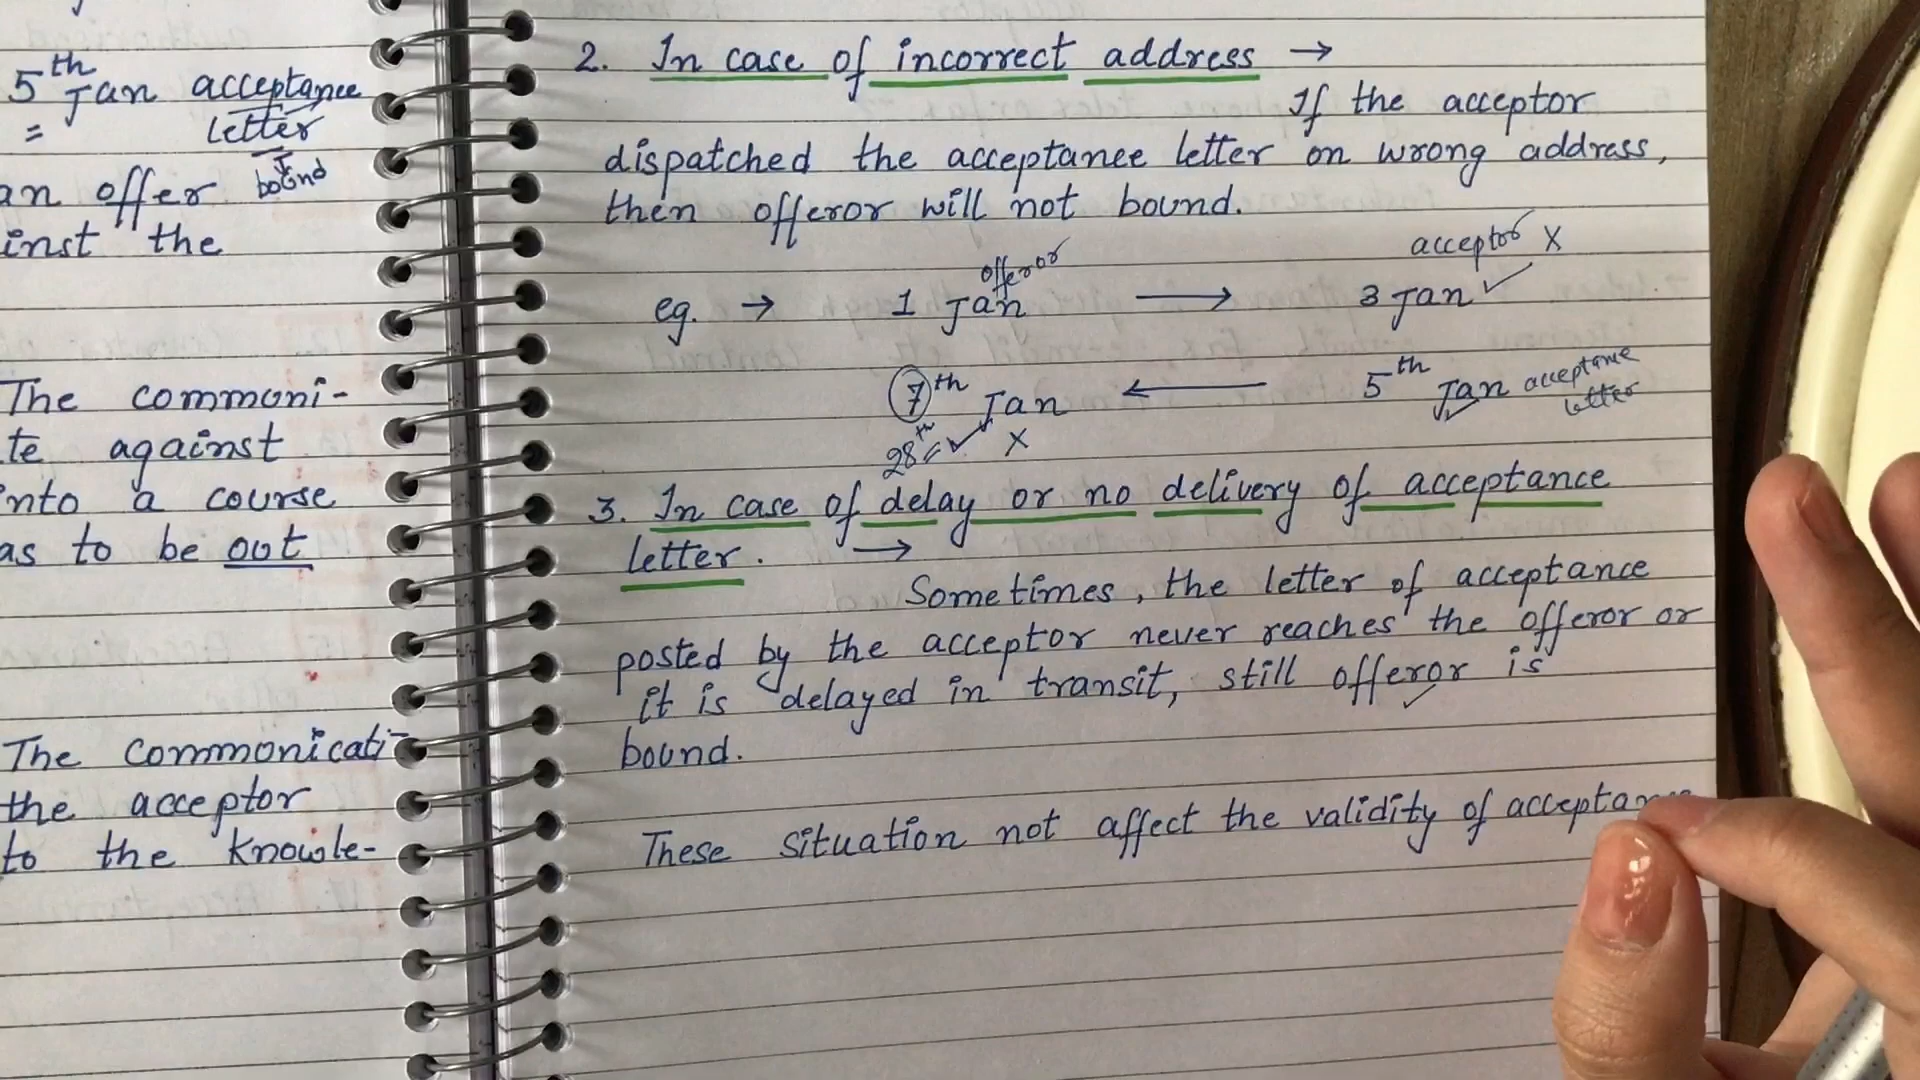 5th Jan acceptance
=
letter
bound
an offer
inst the
The communi-
te against
into a course
as to be out
The communicati-
the acceptor
to the knowle-
2. In case of incorrect address →
If the acceptor
dispatched the acceptance letter on wrong address,
then offeror will not bound.
offeror acceptor X
eg. → 1 Jan → 3 Jan ✓
7th Jan ← 5th Jan acceptance
letter
28th ✓ X
3. In case of delay or no delivery of acceptance
letter. →
Sometimes, the letter of acceptance
posted by the acceptor never reaches the offeror or
it is delayed in transit, still offeror is
bound.
These situation not affect the validity of acceptance